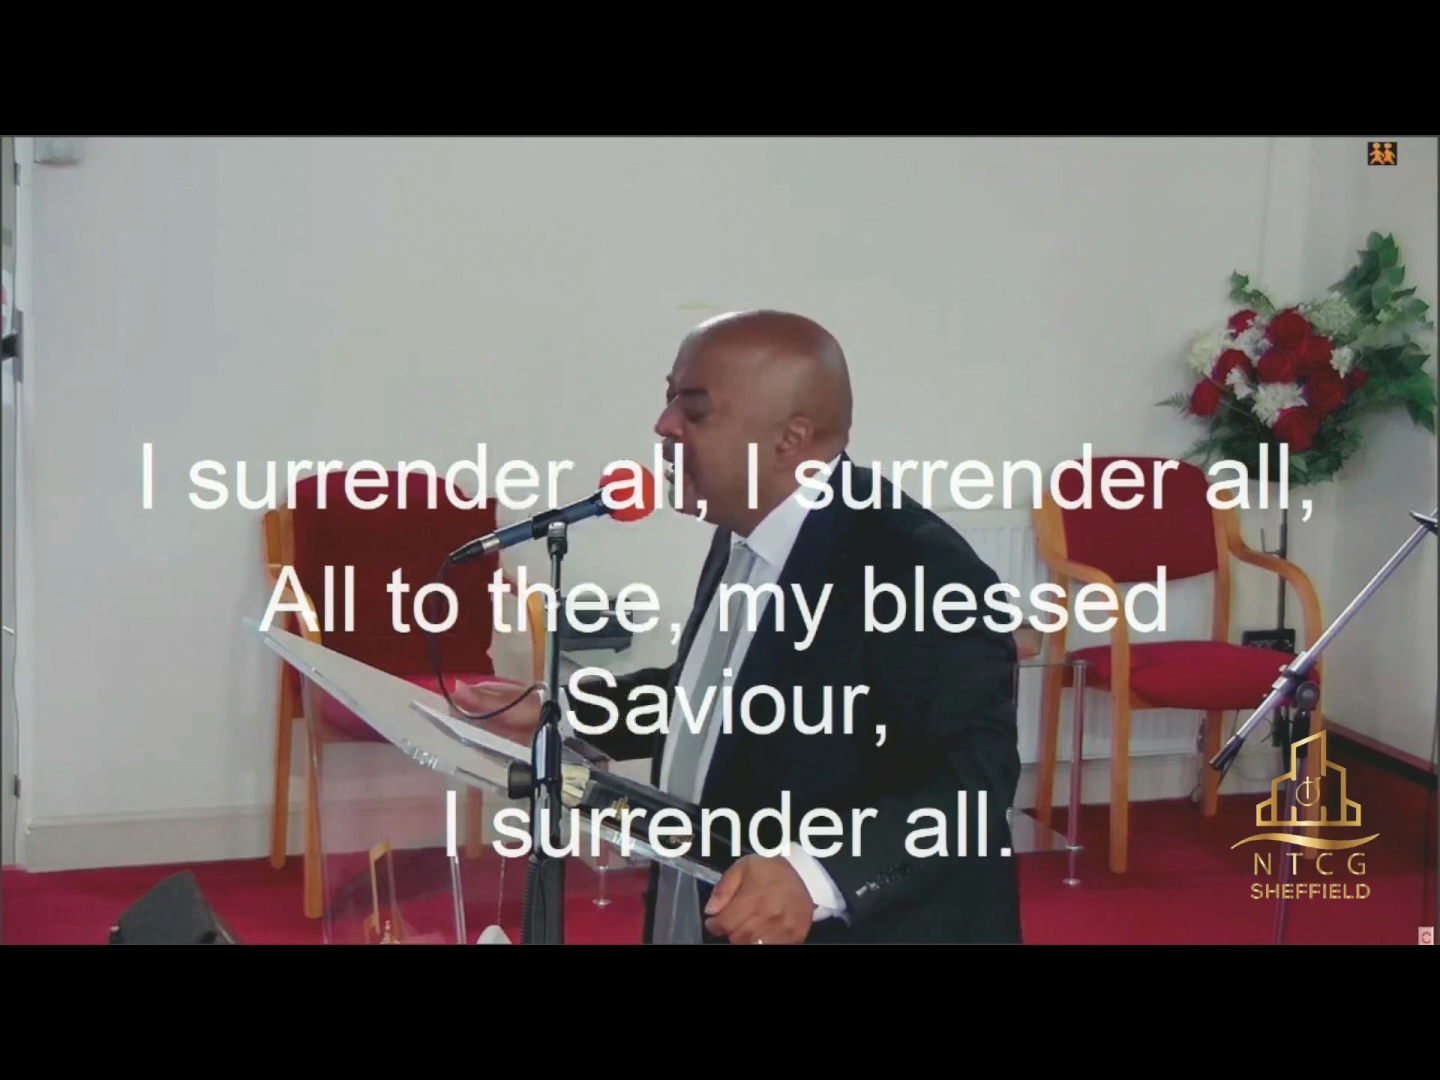 I surrender all, I surrender all,
All to thee, my blessed
Saviour,
I surrender all.
NTCG
SHEFFIELD
C